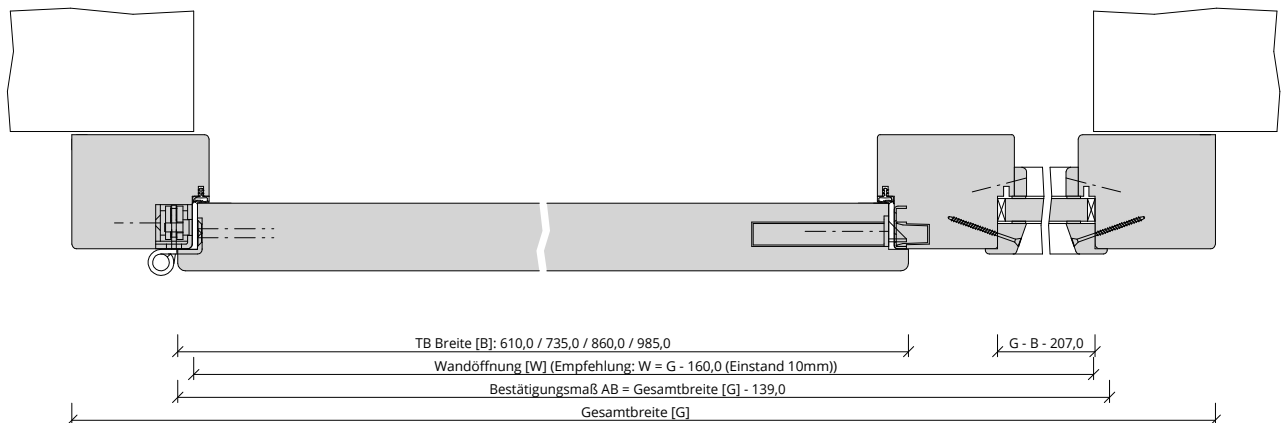 TB Breite [B]: 610,0 / 735,0 / 860,0 / 985,0
G - B - 207,0
Wandöffnung [W] (Empfehlung: W = G - 160,0 (Einstand 10mm))
Bestätigungsmaß AB = Gesamtbreite [G] - 139,0
Gesamtbreite [G]